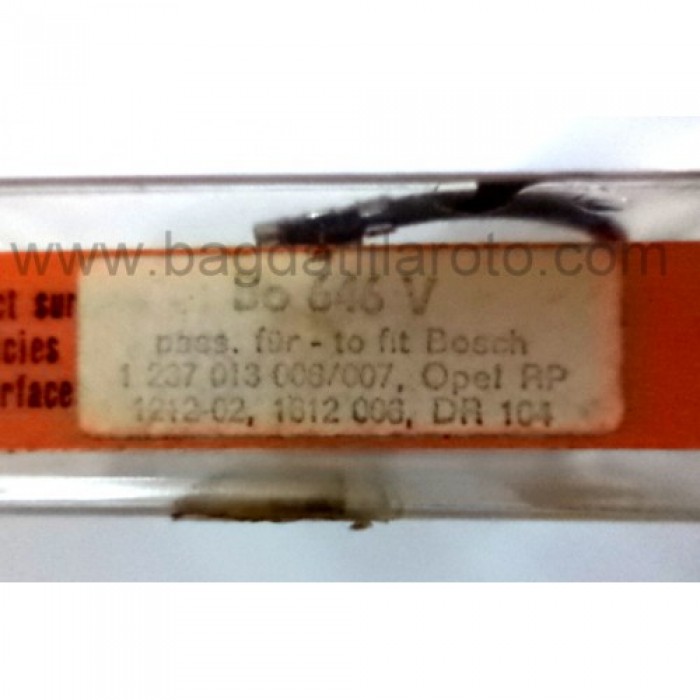 www.bagdatlilaroto.com
Bo 646 V
pass. für - to fit Bosch
1 237 013 006/007, Opel RP
1212-02, 1612 006, DR 104
ct sur
cies
rface